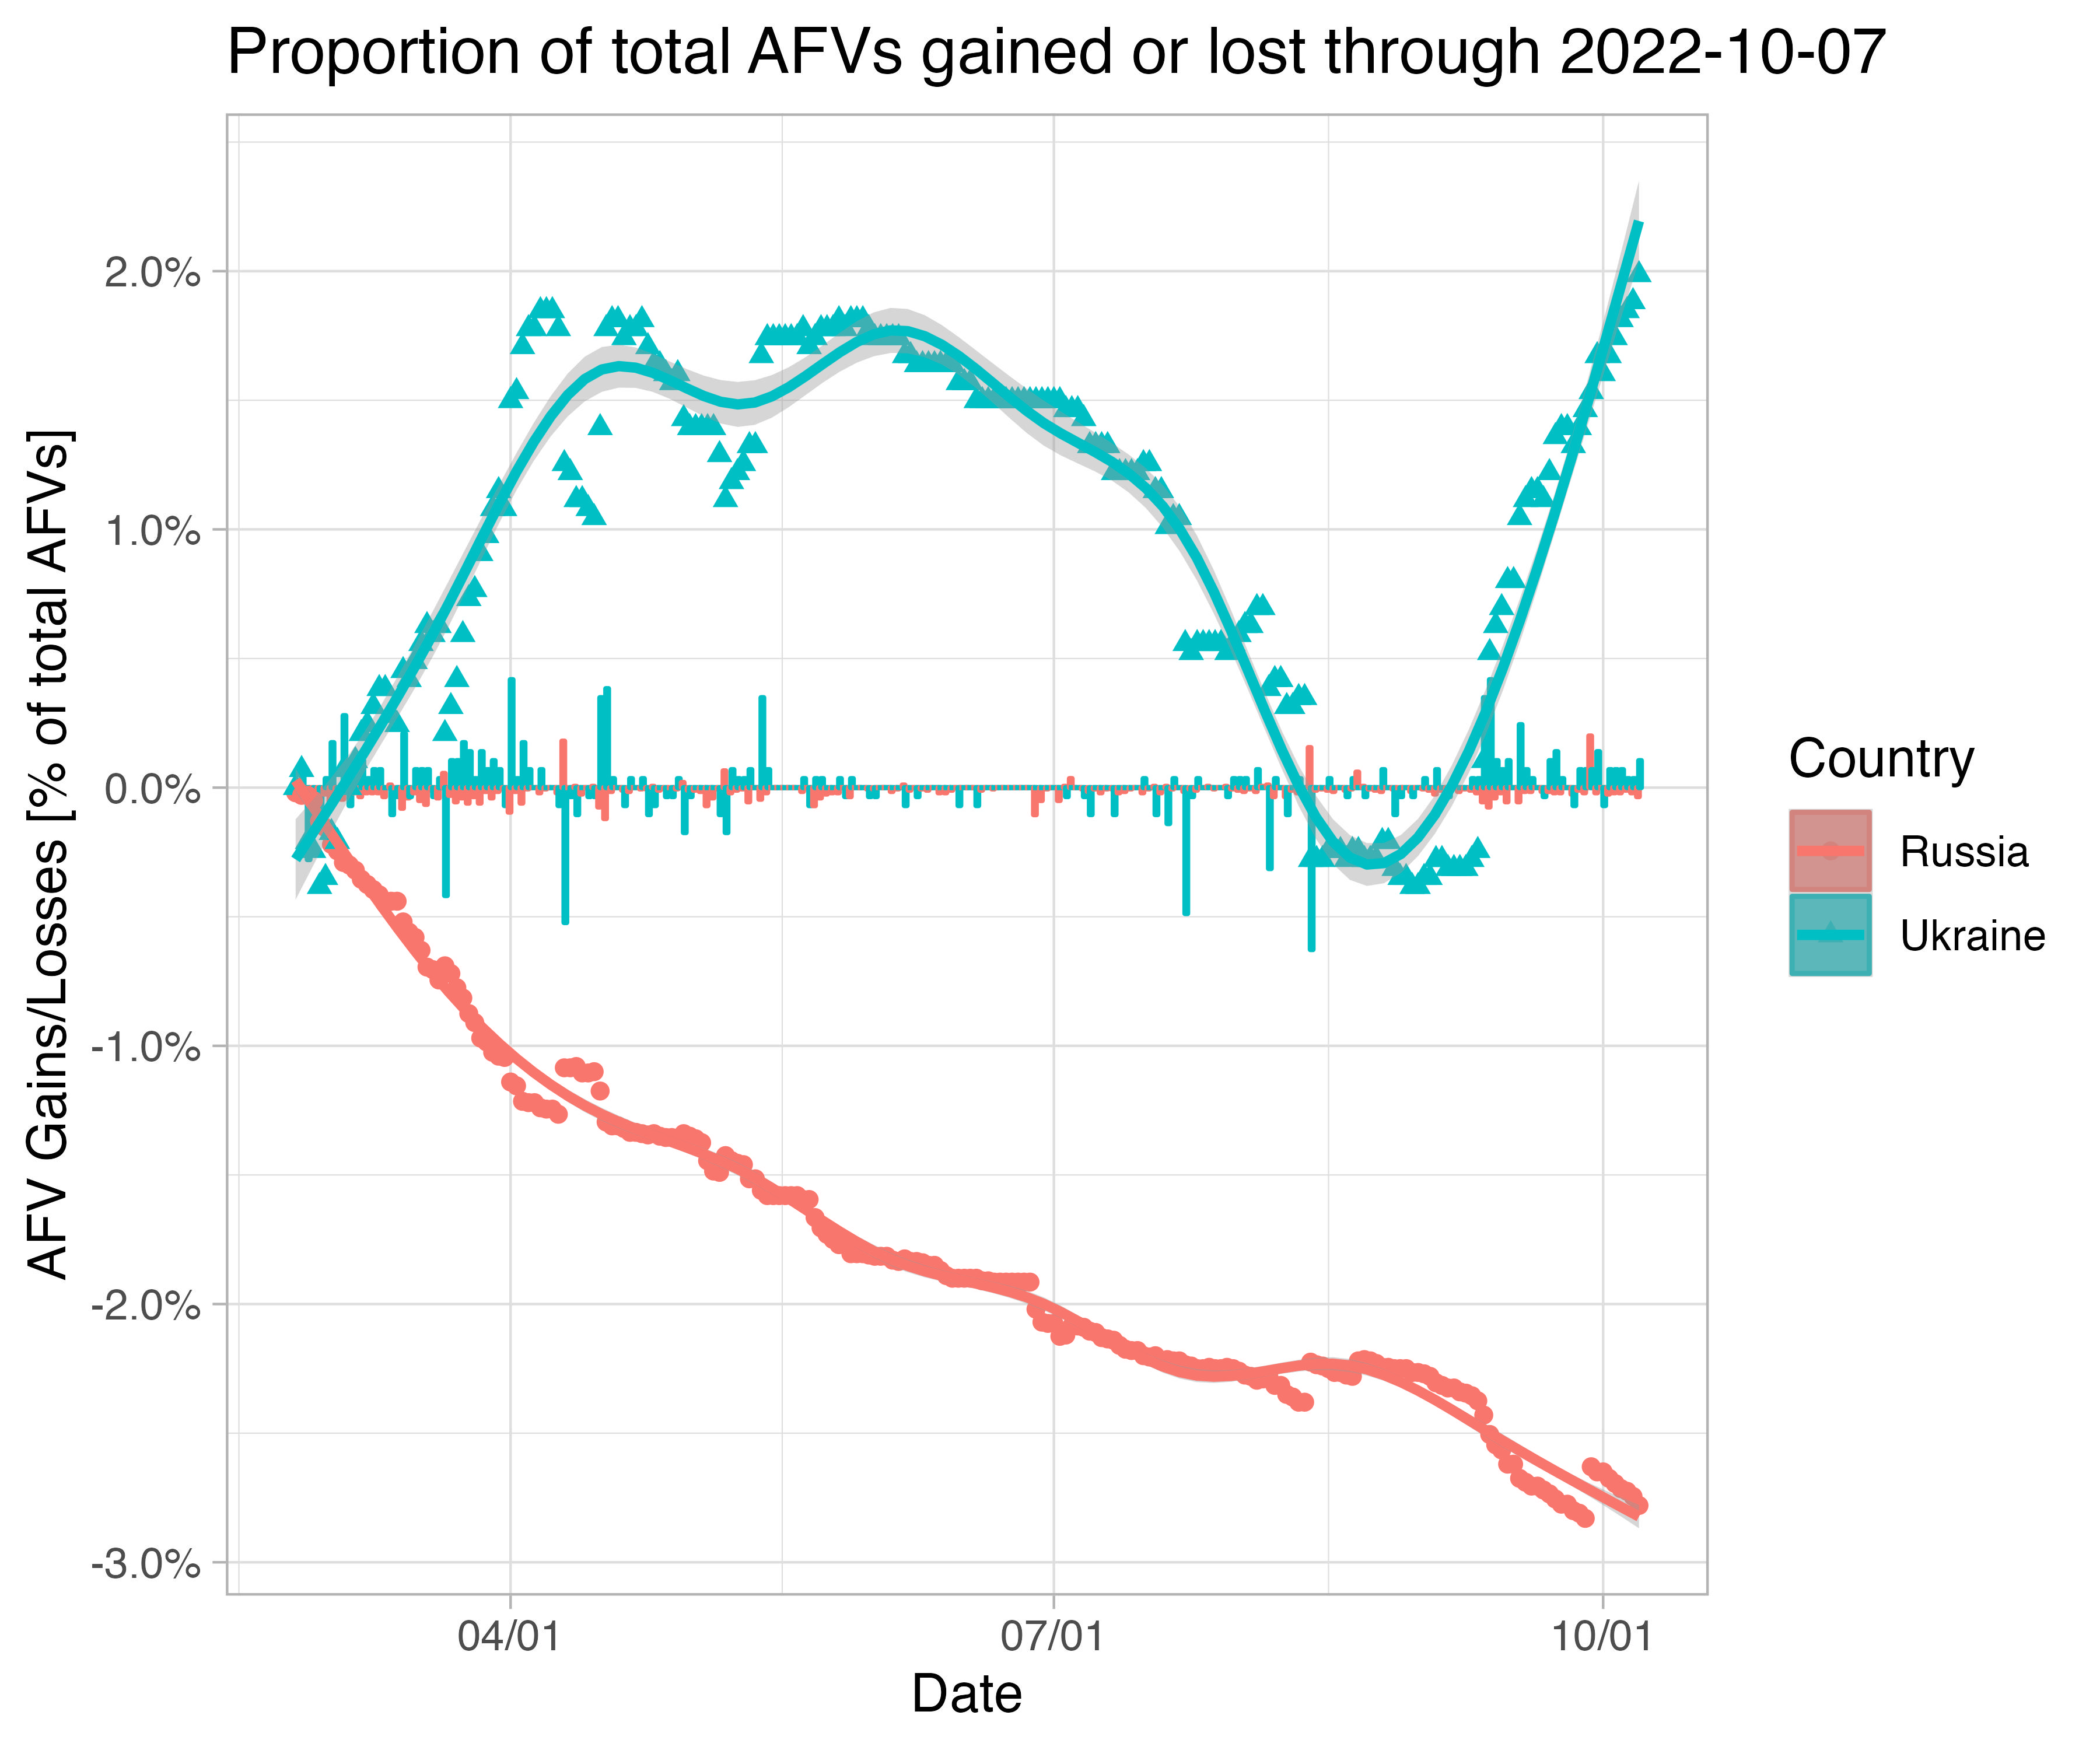 Proportion of total AFVs gained or lost through 2022-10-07
AFV Gains/Losses [% of total AFVs]
2.0%
1.0%
0.0%
-1.0%
-2.0%
-3.0%
04/01
07/01
10/01
Date
Country
Russia
Ukraine